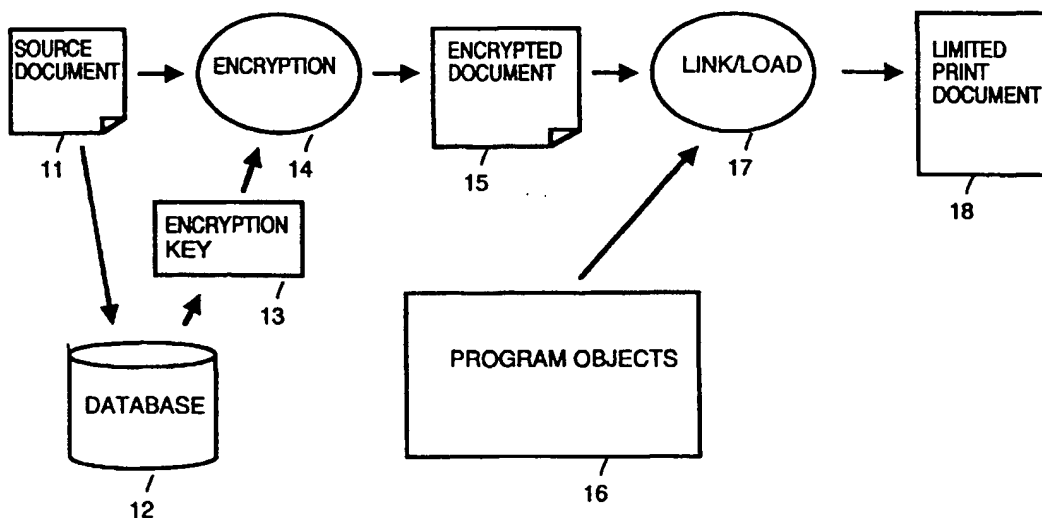 SOURCE
DOCUMENT
11
ENCRYPTION
14
ENCRYPTED
DOCUMENT
15
LINK/LOAD
17
LIMITED
PRINT
DOCUMENT
18
ENCRYPTION
KEY
13
DATABASE
12
PROGRAM OBJECTS
16